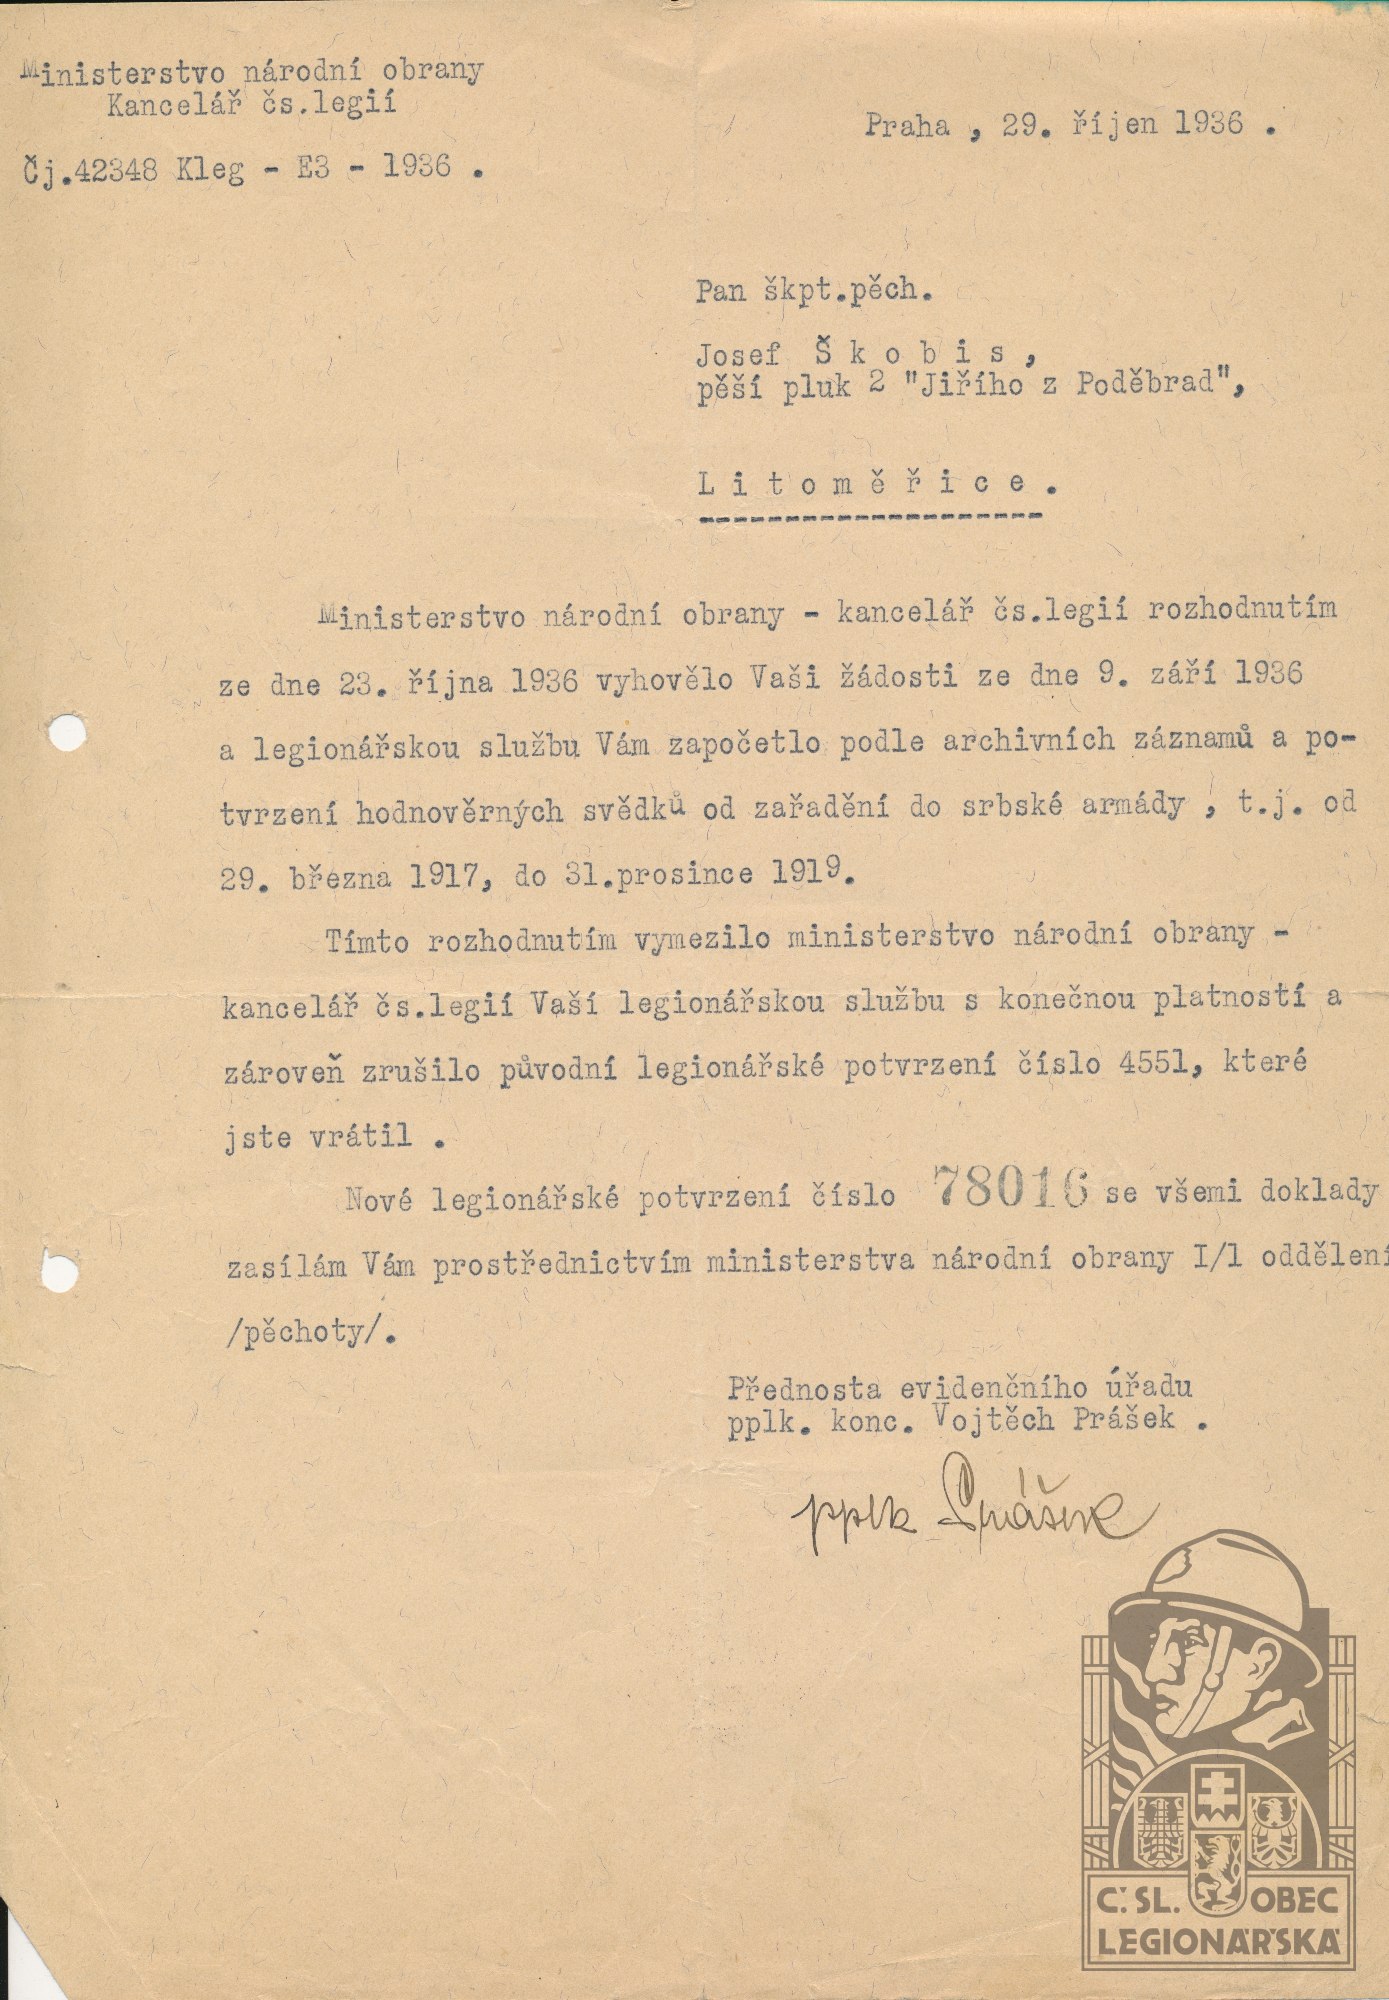 Ministerstvo národní obrany
Kancelář čs.legií
Praha , 29. říjen 1936 .
Čj.42348 Kleg - E3 - 1936 .
Pan škpt.pěch.
Josef Š k o b i s ,
pěší pluk 2 "Jiřího z Poděbrad",
L i t o m ě ř i c e .
--------------------
Ministerstvo národní obrany - kancelář čs.legií rozhodnutím
ze dne 23. října 1936 vyhovělo Vaši žádosti ze dne 9. září 1936
a legionářskou službu Vám započetlo podle archivních záznamů a po-
tvrzení hodnověrných svědků od zařadění do srbské armády , t.j. od
29. března 1917, do 31.prosince 1919.
Tímto rozhodnutím vymezilo ministerstvo národní obrany -
kancelář čs.legií Vaší legionářskou službu s konečnou platností a
zároveň zrušilo původní legionářské potvrzení číslo 4551, které
jste vrátil .
Nové legionářské potvrzení číslo 78016 se všemi doklady
zasílám Vám prostřednictvím ministerstva národní obrany I/1 oddělení
/pěchoty/.
Přednosta evidenčního úřadu
pplk. konc. Vojtěch Prášek .
pplk Prášek
Č. SL. OBEC
LEGIONÁŘSKÁ